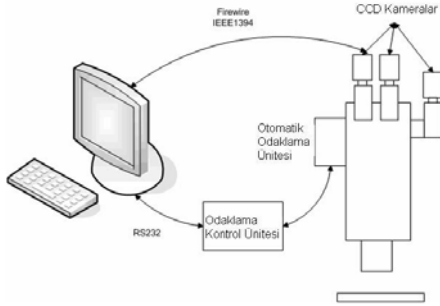 Firewire
IEEE1394
CCD Kameralar
Otomatik
Odaklama
Ünitesi
RS232
Odaklama
Kontrol Ünitesi